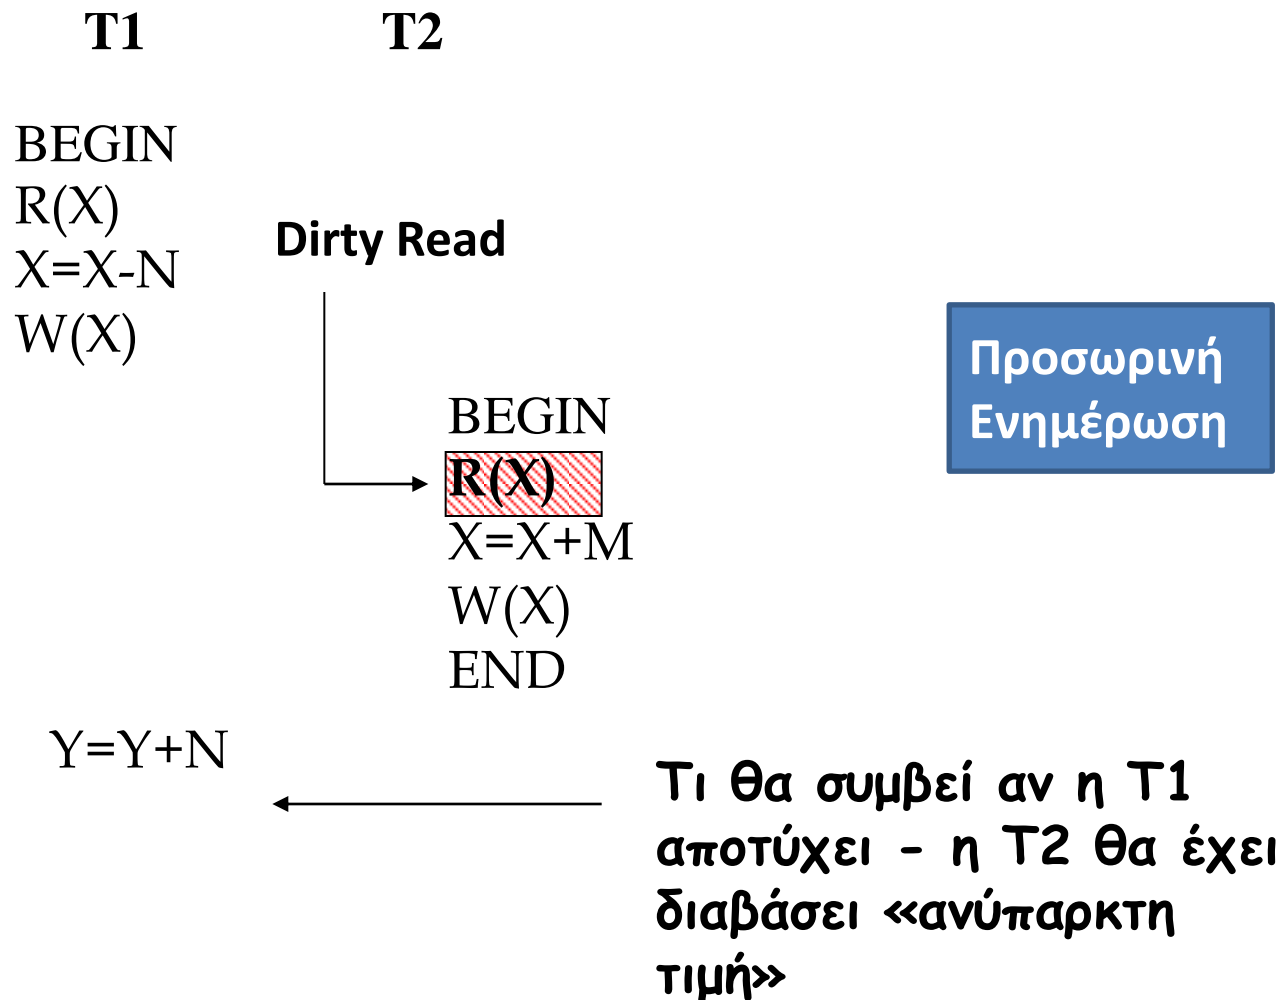 T1 T2
BEGIN
R(X)
X=X-N
W(X)
Dirty Read
Προσωρινή
Ενημέρωση
BEGIN
R(X)
X=X+M
W(X)
END
Y=Y+N
Τι θα συμβεί αν η Τ1
αποτύχει - η Τ2 θα έχει
διαβάσει «ανύπαρκτη
τιμή»